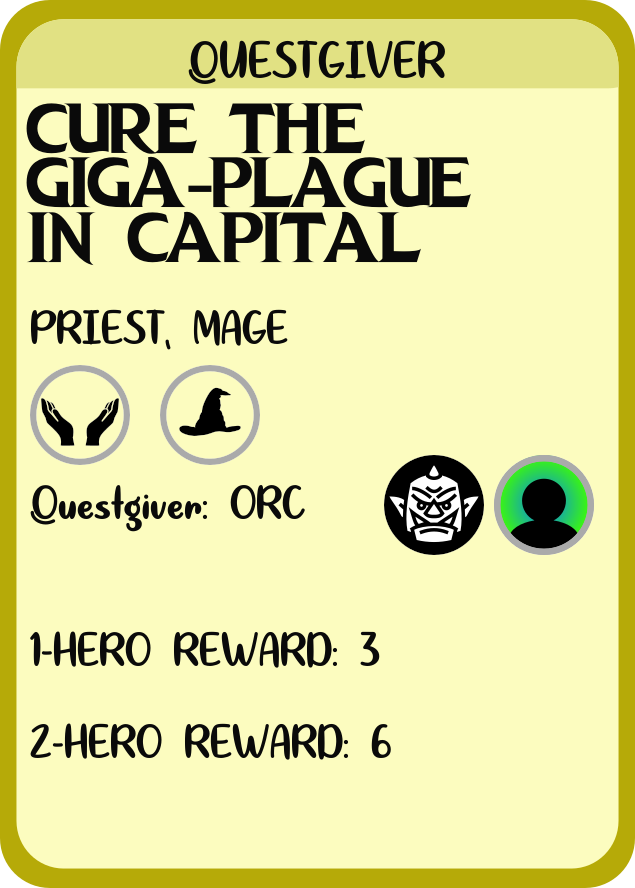 QUESTGIVER
CURE THE
GIGA-PLAGUE
IN CAPITAL
PRIEST, MAGE
Questgiver: ORC
1-HERO REWARD: 3
2-HERO REWARD: 6